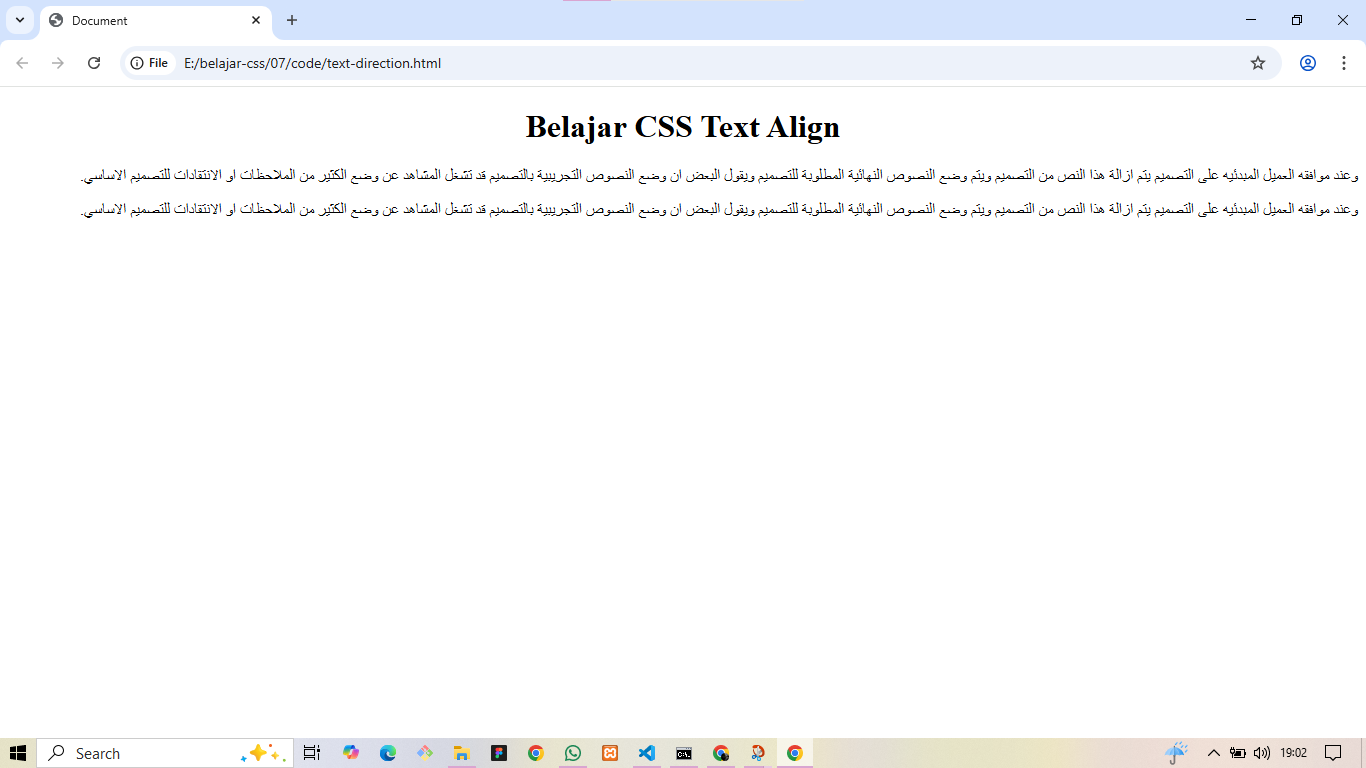 Document
File
E:/belajar-css/07/code/text-direction.html
Belajar CSS Text Align
وعند موافقه العميل المبدئيه على التصميم يتم ازالة هذا النص من التصميم ويتم وضع النصوص النهائية المطلوبة للتصميم ويقول البعض ان وضع النصوص التجريبية بالتصميم قد تشغل المشاهد عن وضع الكثير من الملاحظات او الانتقادات للتصميم الاساسي.
وعند موافقه العميل المبدئيه على التصميم يتم ازالة هذا النص من التصميم ويتم وضع النصوص النهائية المطلوبة للتصميم ويقول البعض ان وضع النصوص التجريبية بالتصميم قد تشغل المشاهد عن وضع الكثير من الملاحظات او الانتقادات للتصميم الاساسي.
Search
19:02